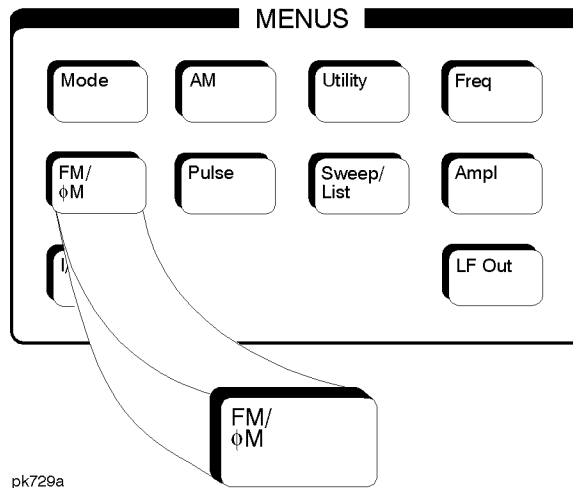 MENUS
Mode
AM
Utility
Freq
FM/
ϕM
Pulse
Sweep/
List
Ampl
I/
LF Out
FM/
ϕM
pk729a